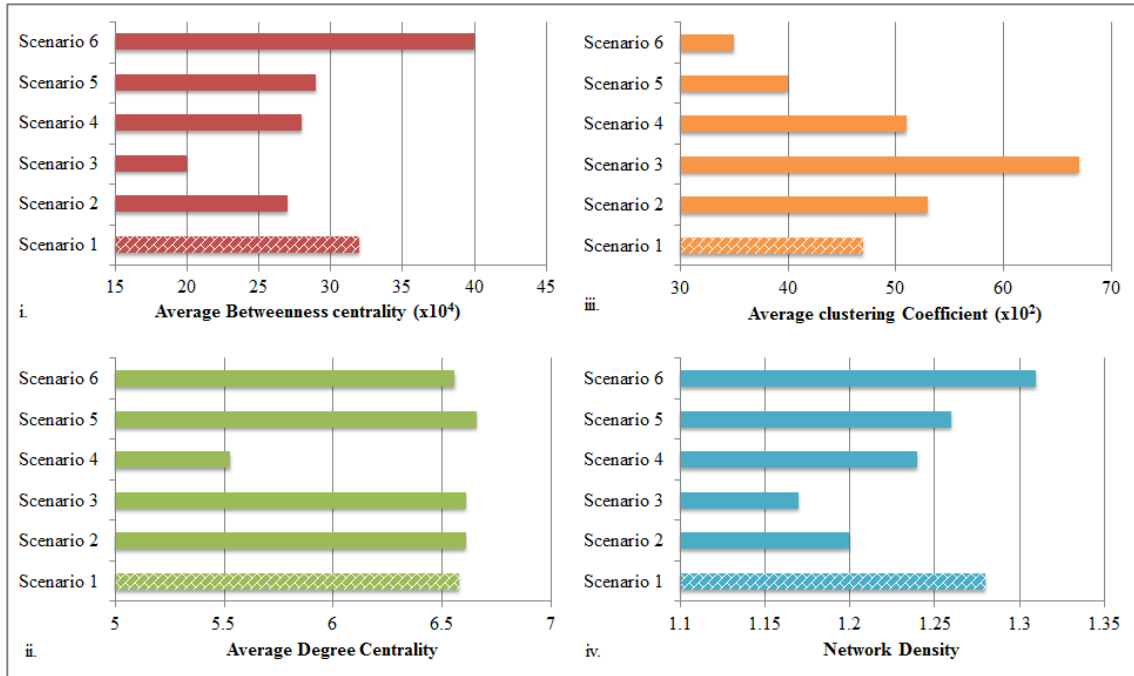 Scenario 6
Scenario 5
Scenario 4
Scenario 3
Scenario 2
Scenario 1
15 20 25 30 35 40 45
i. Average Betweenness centrality (x10⁴)
Scenario 6
Scenario 5
Scenario 4
Scenario 3
Scenario 2
Scenario 1
5 5.5 6 6.5 7
ii. Average Degree Centrality
Scenario 6
Scenario 5
Scenario 4
Scenario 3
Scenario 2
Scenario 1
30 40 50 60 70
iii. Average clustering Coefficient (x10²)
Scenario 6
Scenario 5
Scenario 4
Scenario 3
Scenario 2
Scenario 1
1.1 1.15 1.2 1.25 1.3 1.35
iv. Network Density